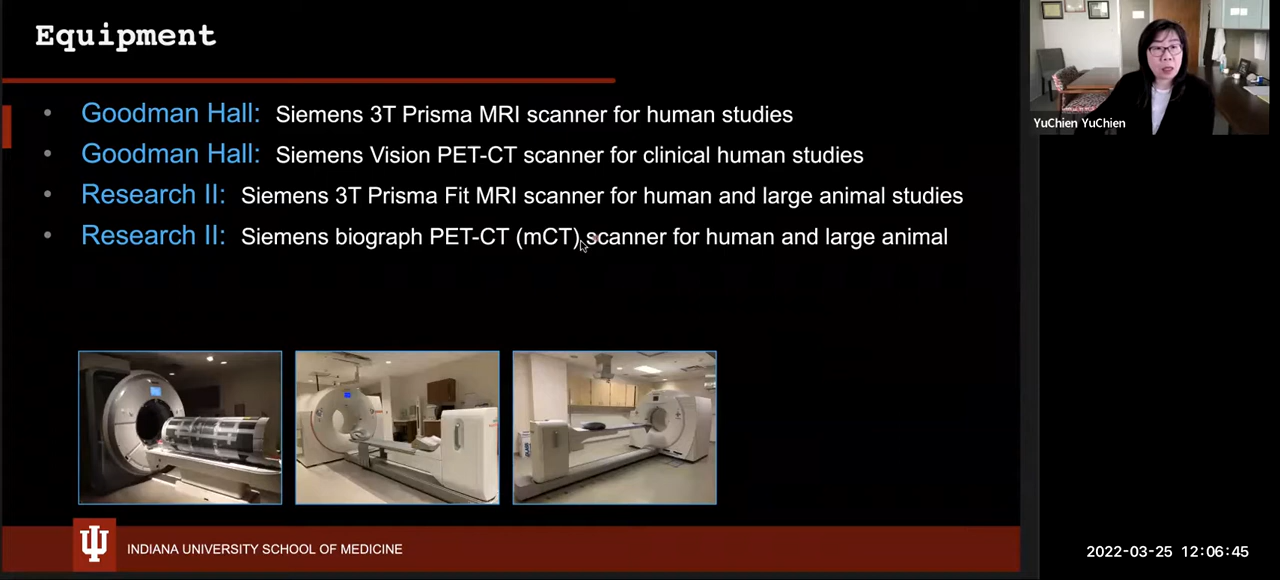 Equipment
• Goodman Hall: Siemens 3T Prisma MRI scanner for human studies
• Goodman Hall: Siemens Vision PET-CT scanner for clinical human studies
• Research II: Siemens 3T Prisma Fit MRI scanner for human and large animal studies
• Research II: Siemens biograph PET-CT (mCT) scanner for human and large animal
INDIANA UNIVERSITY SCHOOL OF MEDICINE
YuChien YuChien
2022-03-25 12:06:45